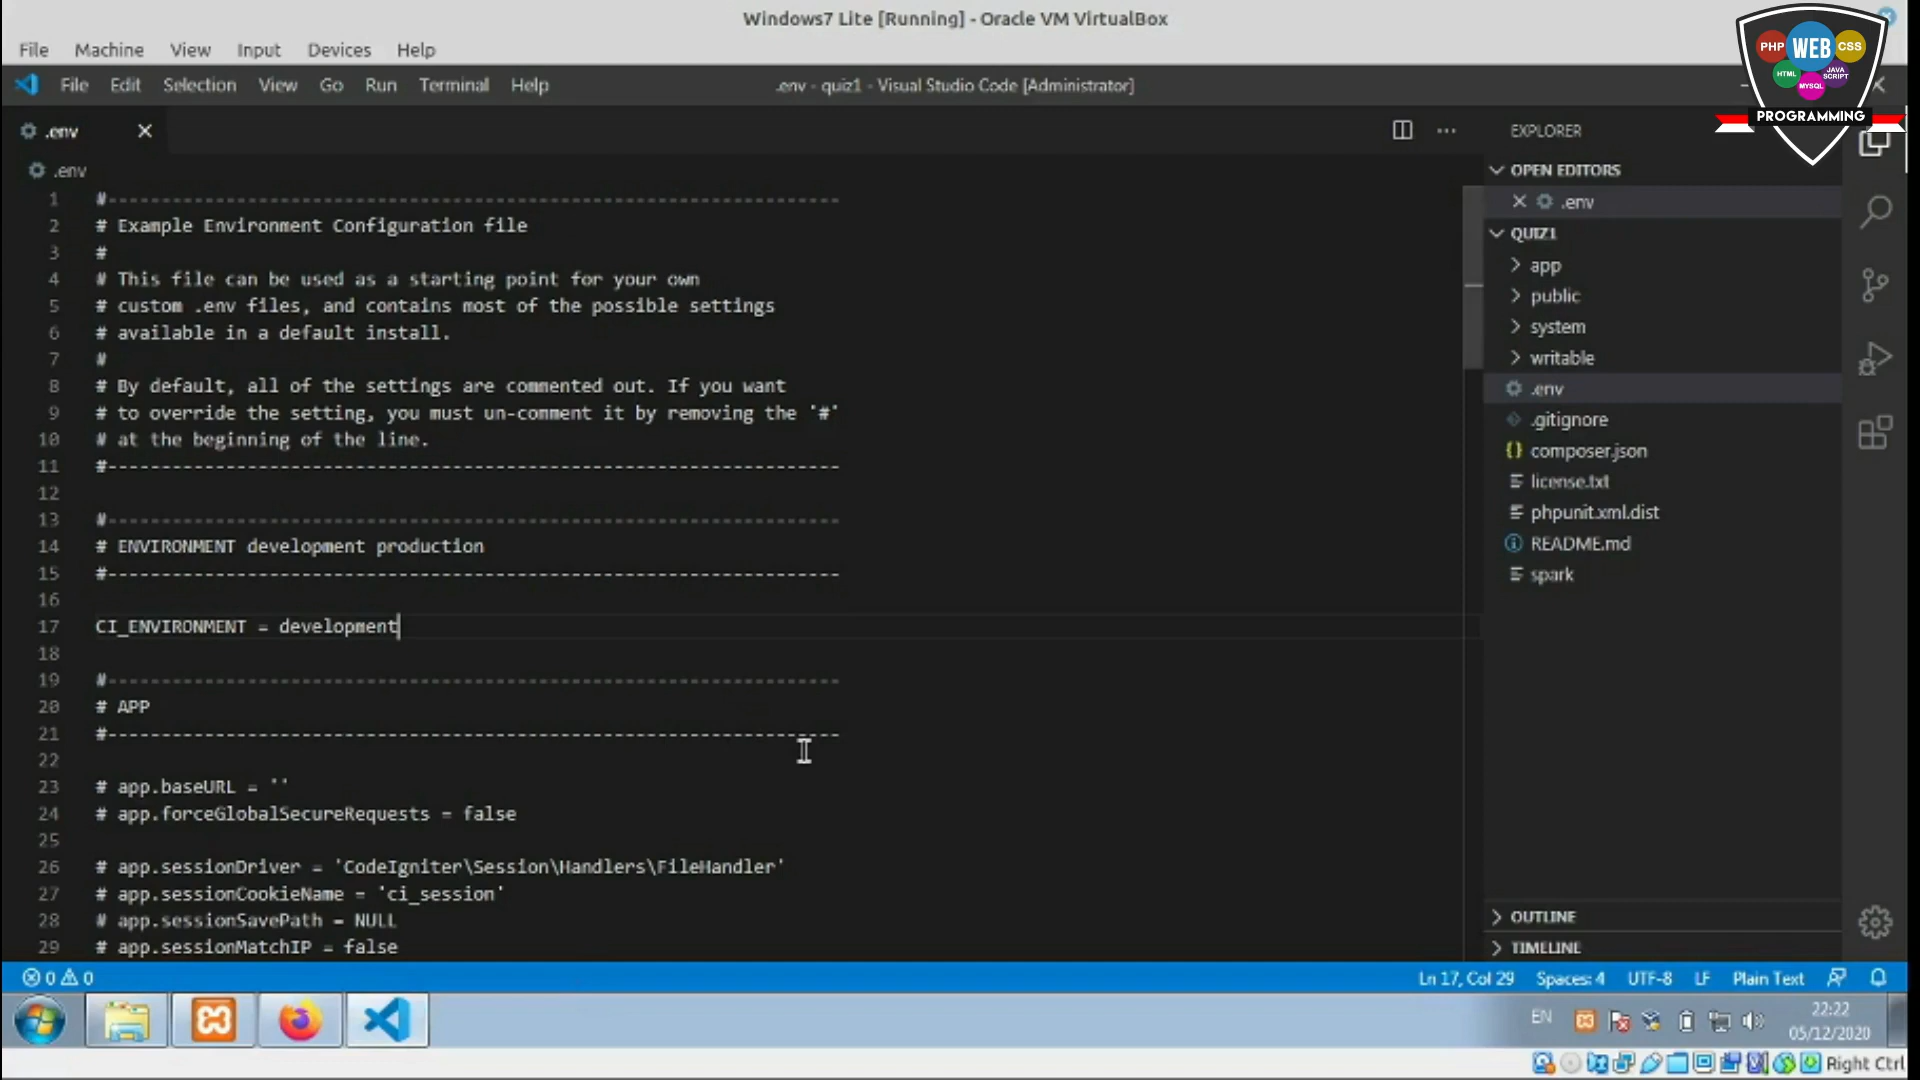 Windows7 Lite [Running] - Oracle VM VirtualBox
File Machine View Input Devices Help
File Edit Selection View Go Run Terminal Help
.env - quiz1 - Visual Studio Code [Administrator]
PHP WEB CSS
HTML JAVA SCRIPT
MYSQL
PROGRAMMING
.env
.env
1 #--------------------------------------------------------------------
2 # Example Environment Configuration file
3 #
4 # This file can be used as a starting point for your own
5 # custom .env files, and contains most of the possible settings
6 # available in a default install.
7 #
8 # By default, all of the settings are commented out. If you want
9 # to override the setting, you must un-comment it by removing the '#'
10 # at the beginning of the line.
11 #--------------------------------------------------------------------
12
13 #--------------------------------------------------------------------
14 # ENVIRONMENT development production
15 #--------------------------------------------------------------------
16
17 CI_ENVIRONMENT = development
18
19 #--------------------------------------------------------------------
20 # APP
21 #--------------------------------------------------------------------
22
23 # app.baseURL = ''
24 # app.forceGlobalSecureRequests = false
25
26 # app.sessionDriver = 'CodeIgniter\Session\Handlers\FileHandler'
27 # app.sessionCookieName = 'ci_session'
28 # app.sessionSavePath = NULL
29 # app.sessionMatchIP = false
EXPLORER
OPEN EDITORS
.env
QUIZ1
app
public
system
writable
.env
.gitignore
composer.json
license.txt
phpunit.xml.dist
README.md
spark
OUTLINE
TIMELINE
0 0
Ln 17, Col 29 Spaces: 4 UTF-8 LF Plain Text
EN
22:22
05/12/2020
Right Ctrl